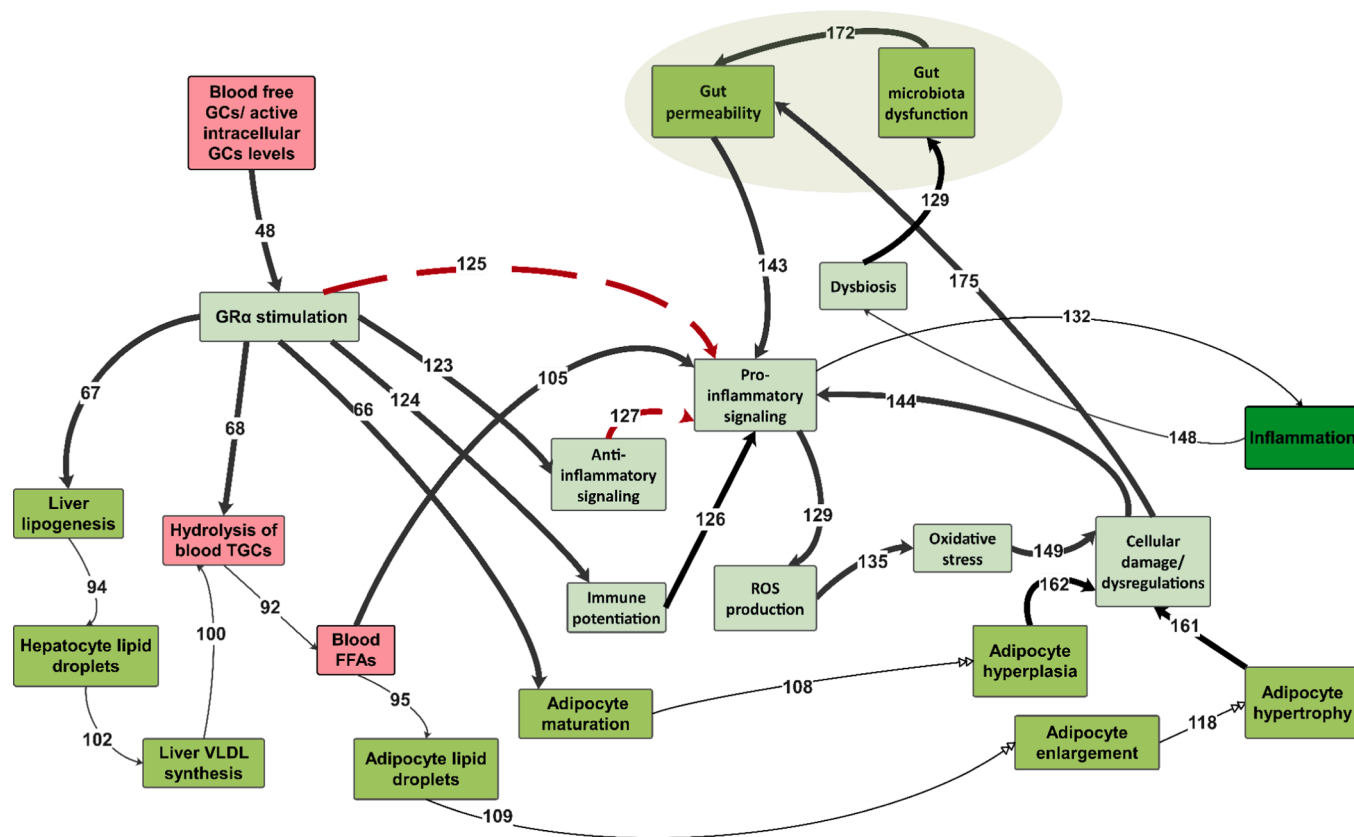 172
Gut
permeability
Gut
microbiota
dysfunction
Blood free
GCs/ active
intracellular
GCs levels
129
48
125
143
Dysbiosis
175
GRα stimulation
132
123
105
Pro-
inflammatory
signaling
67
124
66
127
144
68
148
Inflammation
Anti-
inflammatory
signaling
Liver
lipogenesis
126
129
Hydrolysis of
blood TGCs
Oxidative
stress
149
Cellular
damage/
dysregulations
135
94
92
Immune
potentiation
ROS
production
162
100
161
Hepatocyte lipid
droplets
Blood
FFAs
Adipocyte
hyperplasia
108
95
Adipocyte
maturation
Adipocyte
hypertrophy
102
118
Liver VLDL
synthesis
Adipocyte lipid
droplets
Adipocyte
enlargement
109